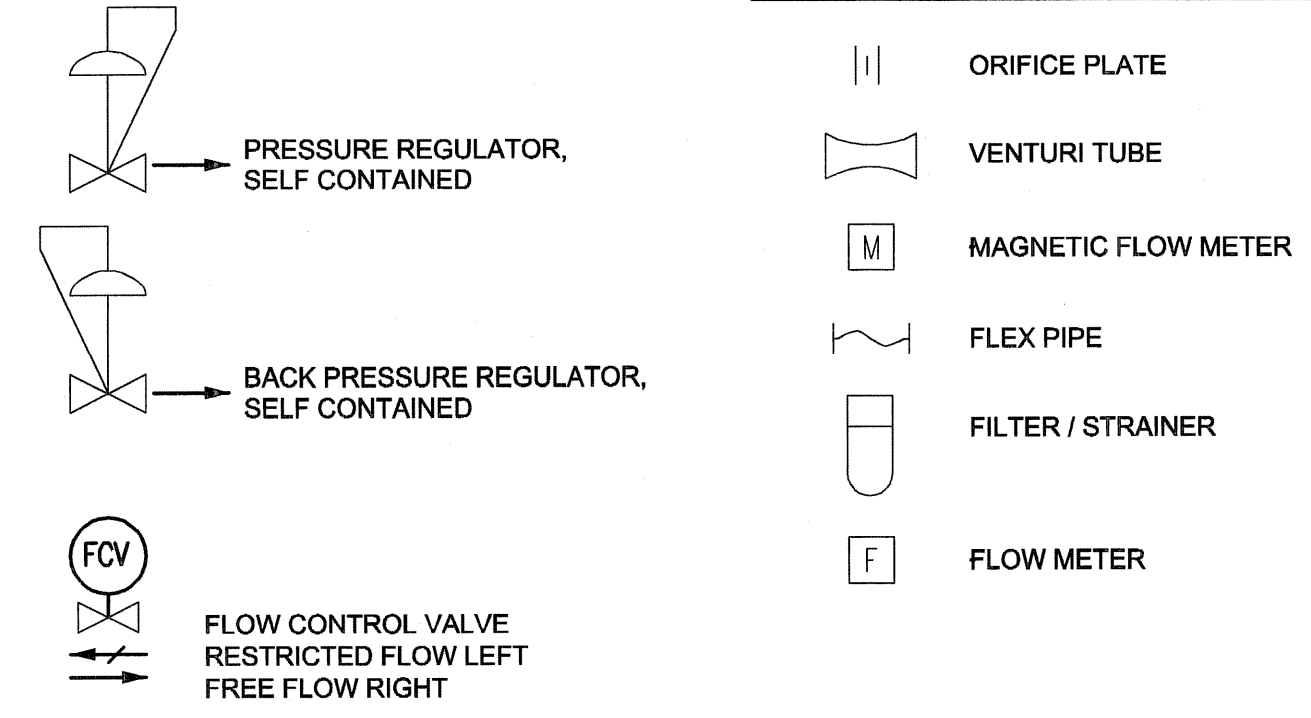 PRESSURE REGULATOR,
SELF CONTAINED
BACK PRESSURE REGULATOR,
SELF CONTAINED
FCV
FLOW CONTROL VALVE
RESTRICTED FLOW LEFT
FREE FLOW RIGHT
ORIFICE PLATE
VENTURI TUBE
M
MAGNETIC FLOW METER
FLEX PIPE
FILTER / STRAINER
F
FLOW METER